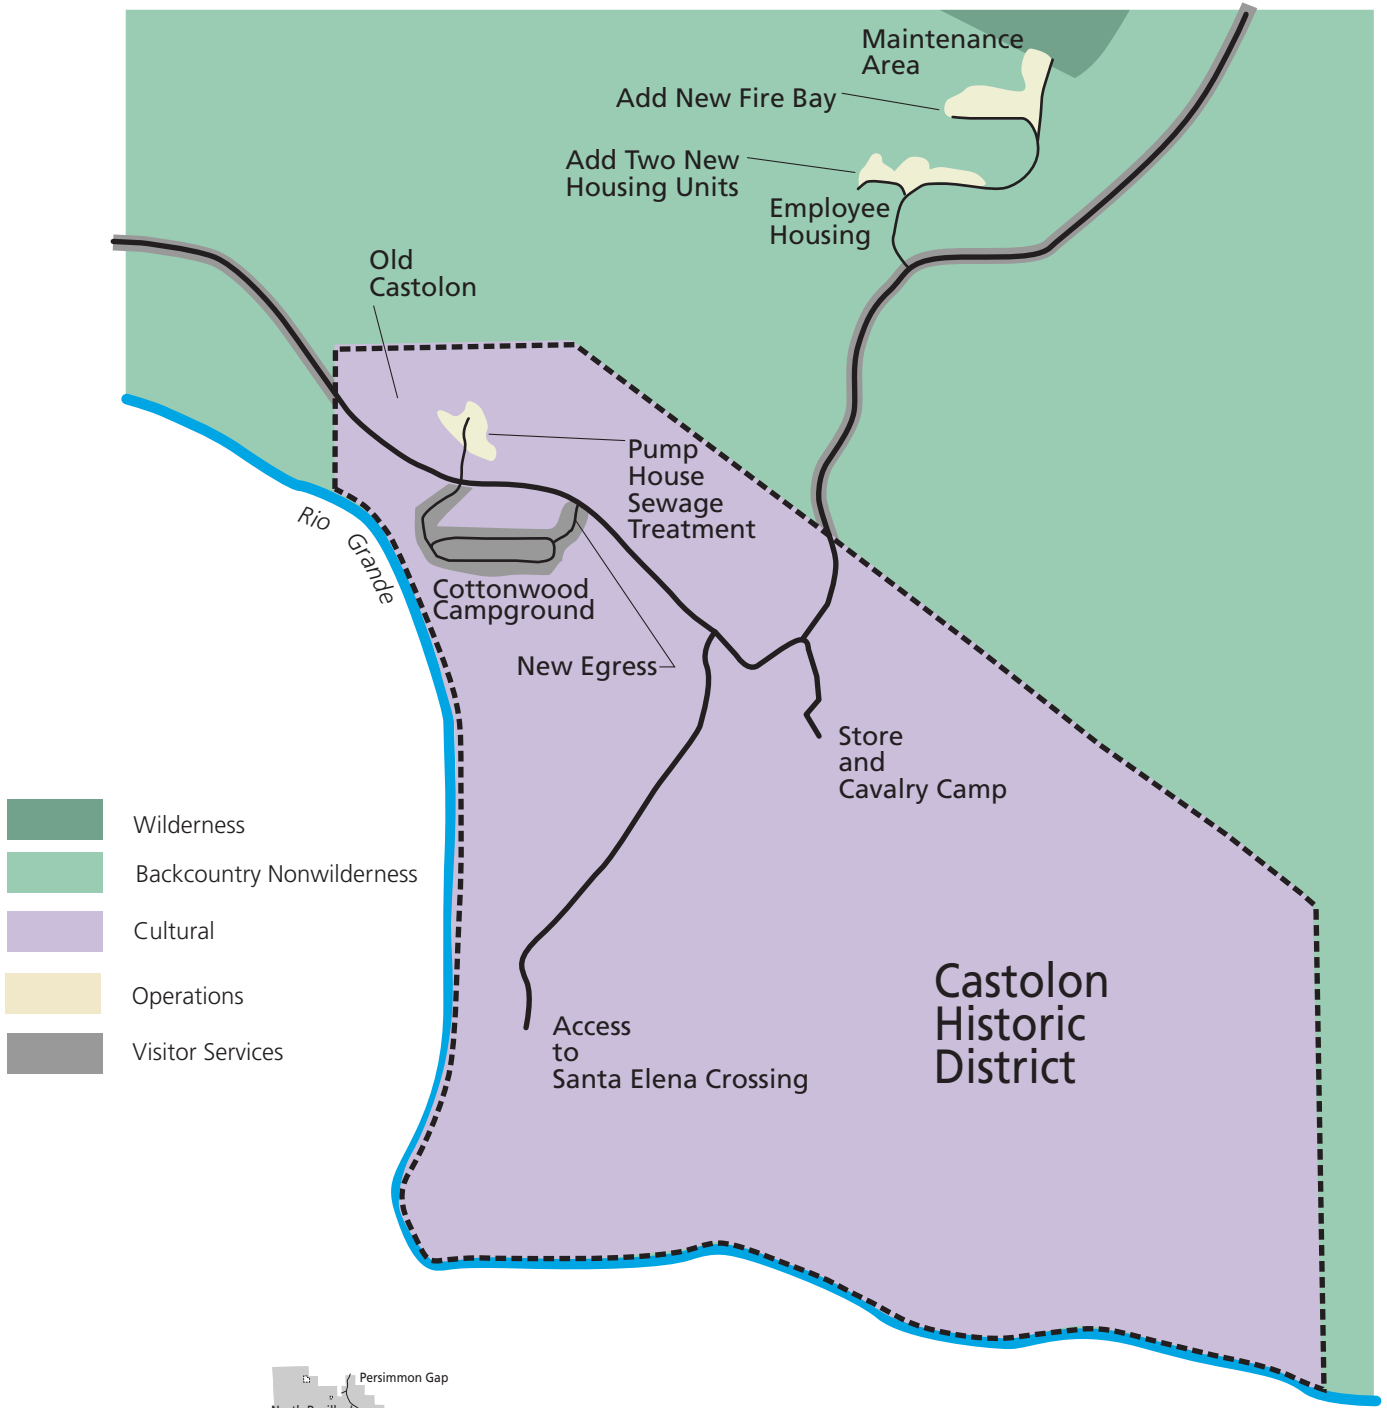 Maintenance
Area
Add New Fire Bay
Add Two New
Housing Units
Employee
Housing
Old
Castolon
Pump
House
Sewage
Treatment
Rio
Grande
Cottonwood
Campground
New Egress
Store
and
Cavalry Camp
Wilderness
Backcountry Nonwilderness
Cultural
Operations
Visitor Services
Castolon
Historic
District
Access
to
Santa Elena Crossing
Persimmon Gap